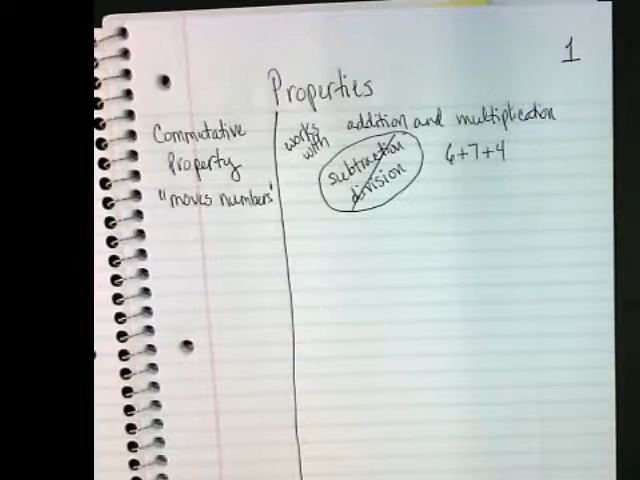 1
Properties
Commutative
Property
"moves numbers"
works
with
addition and multiplication
subtraction
division
6+7+4